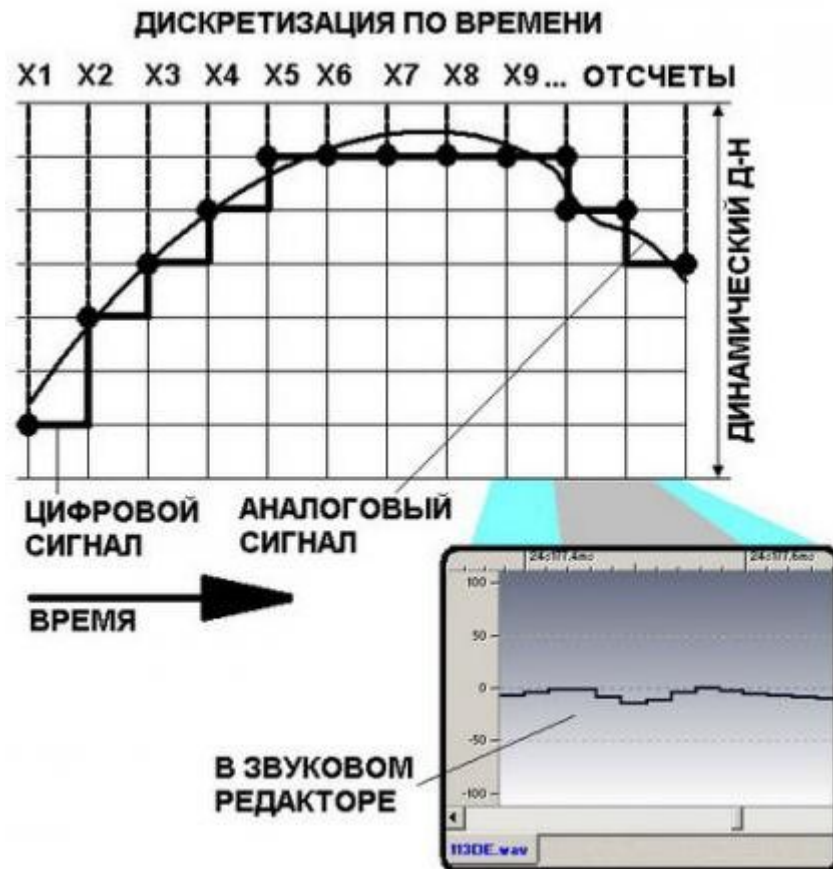 ДИСКРЕТИЗАЦИЯ ПО ВРЕМЕНИ
X1 X2 X3 X4 X5 X6 X7 X8 X9... ОТСЧЕТЫ
ДИНАМИЧЕСКИЙ Д-Н
ЦИФРОВОЙ
СИГНАЛ
АНАЛОГОВЫЙ
СИГНАЛ
ВРЕМЯ
100
50
0
-50
-100
В ЗВУКОВОМ
РЕДАКТОРЕ
113DE.wav